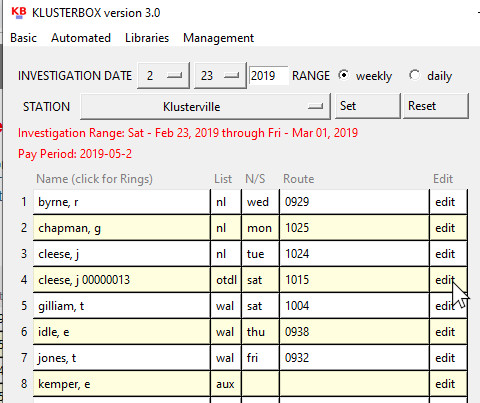 KB KLUSTERBOX version 3.0
Basic Automated Libraries Management
INVESTIGATION DATE 2 23 2019 RANGE weekly daily
STATION Klusterville Set Reset
Investigation Range: Sat - Feb 23, 2019 through Fri - Mar 01, 2019
Pay Period: 2019-05-2
Name (click for Rings) List N/S Route Edit
1 byrne, r nl wed 0929 edit
2 chapman, g nl mon 1025 edit
3 cleese, j nl tue 1024 edit
4 cleese, j 00000013 otdl sat 1015 edit
5 gilliam, t wal sat 1004 edit
6 idle, e wal thu 0938 edit
7 jones, t wal fri 0932 edit
8 kemper, e aux edit